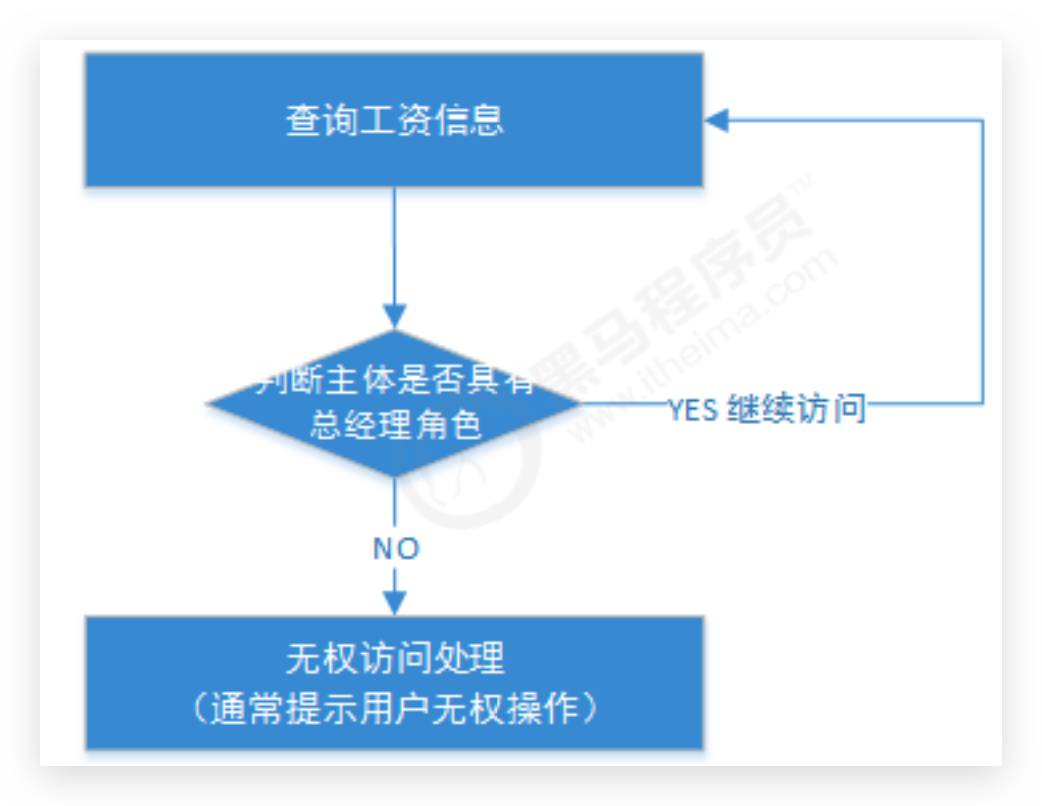 查询工资信息
判断主体是否具有
总经理角色
YES 继续访问
NO
无权访问处理
（通常提示用户无权操作）
黑马程序员™
www.itheima.com